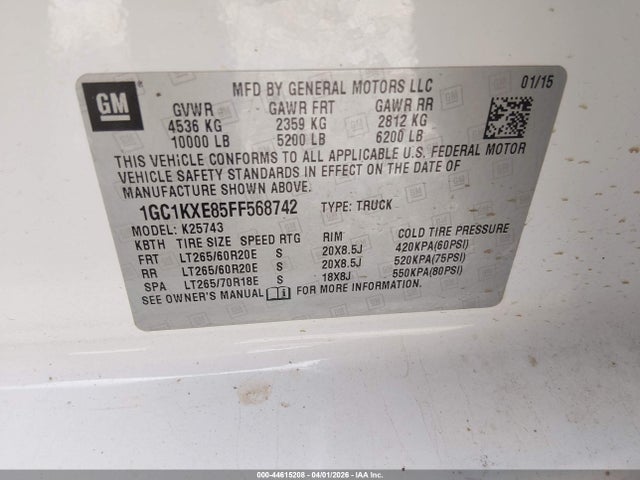 GM
MFD BY GENERAL MOTORS LLC 01/15
GVWR GAWR FRT GAWR RR
4536 KG 2359 KG 2812 KG
10000 LB 5200 LB 6200 LB
THIS VEHICLE CONFORMS TO ALL APPLICABLE U.S. FEDERAL MOTOR
VEHICLE SAFETY STANDARDS IN EFFECT ON THE DATE OF
MANUFACTURE SHOWN ABOVE.
1GC1KXE85FF568742 TYPE: TRUCK
MODEL: K25743
KBTH TIRE SIZE SPEED RTG RIM COLD TIRE PRESSURE
FRT LT265/60R20E S 20X8.5J 420KPA(60PSI)
RR LT265/60R20E S 20X8.5J 520KPA(75PSI)
SPA LT265/70R18E S 18X8J 550KPA(80PSI)
SEE OWNER'S MANUAL FOR MORE INFORMATION
000-44615208 - 04/01/2026 - IAAI, Inc.